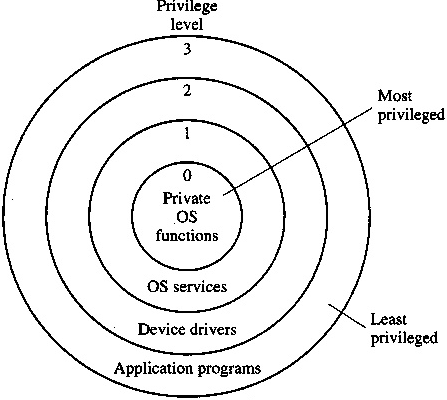 Privilege
level
3
2
1
0
Private
OS
functions
OS services
Device drivers
Application programs
Most
privileged
Least
privileged